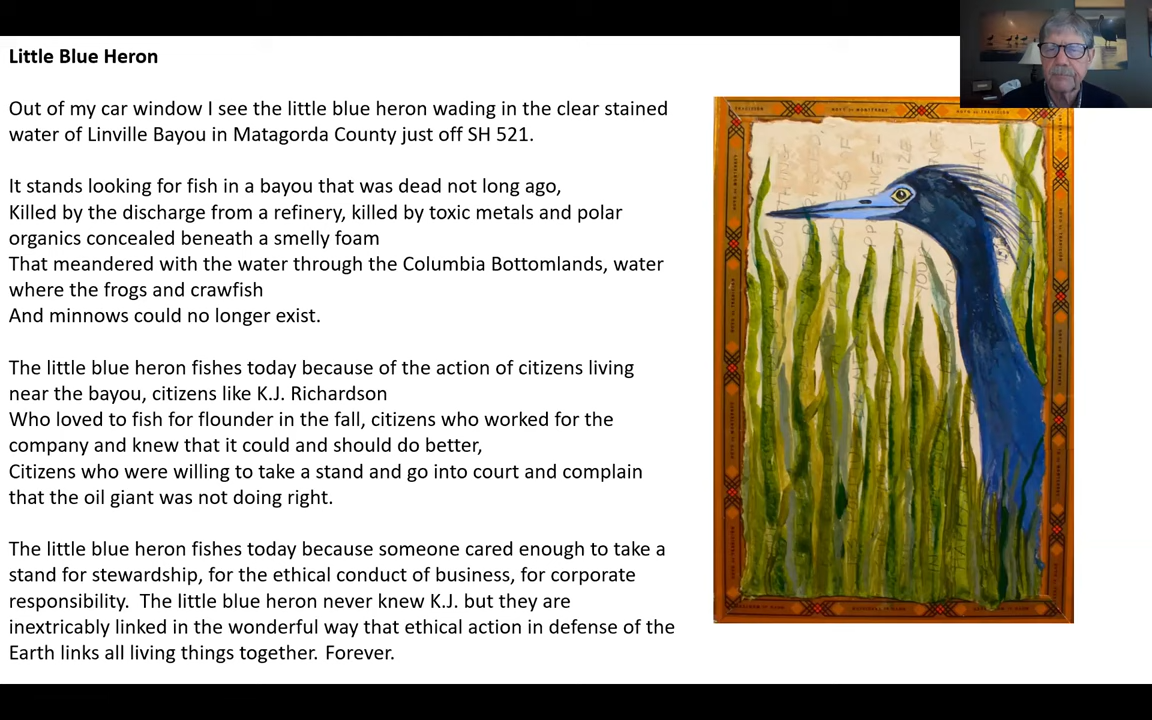 Little Blue Heron
Out of my car window I see the little blue heron wading in the clear stained
water of Linville Bayou in Matagorda County just off SH 521.
It stands looking for fish in a bayou that was dead not long ago,
Killed by the discharge from a refinery, killed by toxic metals and polar
organics concealed beneath a smelly foam
That meandered with the water through the Columbia Bottomlands, water
where the frogs and crawfish
And minnows could no longer exist.
The little blue heron fishes today because of the action of citizens living
near the bayou, citizens like K.J. Richardson
Who loved to fish for flounder in the fall, citizens who worked for the
company and knew that it could and should do better,
Citizens who were willing to take a stand and go into court and complain
that the oil giant was not doing right.
The little blue heron fishes today because someone cared enough to take a
stand for stewardship, for the ethical conduct of business, for corporate
responsibility.  The little blue heron never knew K.J. but they are
inextricably linked in the wonderful way that ethical action in defense of the
Earth links all living things together. Forever.